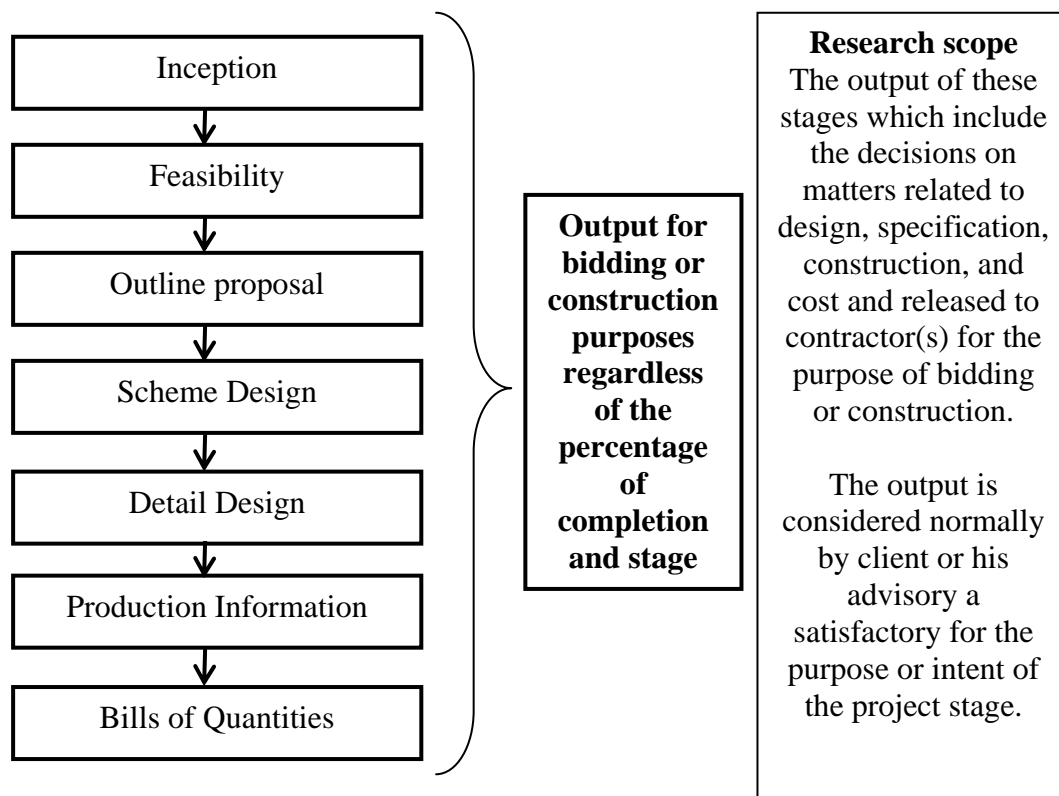 Inception
Feasibility
Outline proposal
Scheme Design
Detail Design
Production Information
Bills of Quantities
Output for
bidding or
construction
purposes
regardless
of the
percentage
of
completion
and stage
Research scope
The output of these
stages which include
the decisions on
matters related to
design, specification,
construction, and
cost and released to
contractor(s) for the
purpose of bidding
or construction.
The output is
considered normally
by client or his
advisory a
satisfactory for the
purpose or intent of
the project stage.